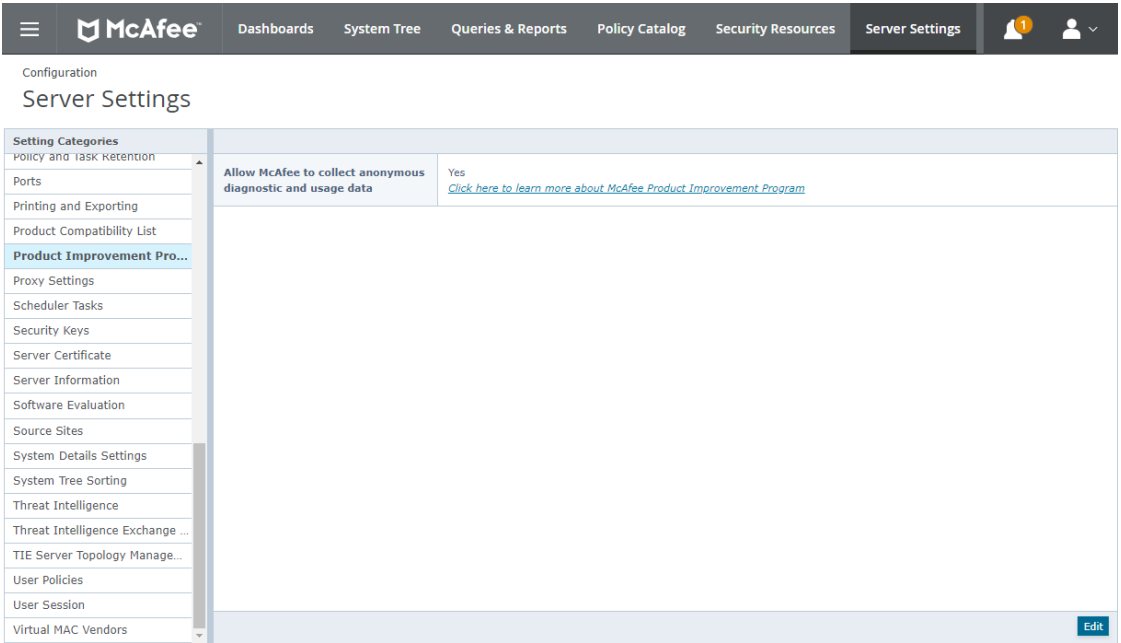 McAfee™
Dashboards
System Tree
Queries & Reports
Policy Catalog
Security Resources
Server Settings
1
Configuration
Server Settings
Setting Categories
Policy and Task Retention
Ports
Printing and Exporting
Product Compatibility List
Product Improvement Pro...
Proxy Settings
Scheduler Tasks
Security Keys
Server Certificate
Server Information
Software Evaluation
Source Sites
System Details Settings
System Tree Sorting
Threat Intelligence
Threat Intelligence Exchange ...
TIE Server Topology Manage...
User Policies
User Session
Virtual MAC Vendors
Allow McAfee to collect anonymous
diagnostic and usage data
Yes
Click here to learn more about McAfee Product Improvement Program
Edit